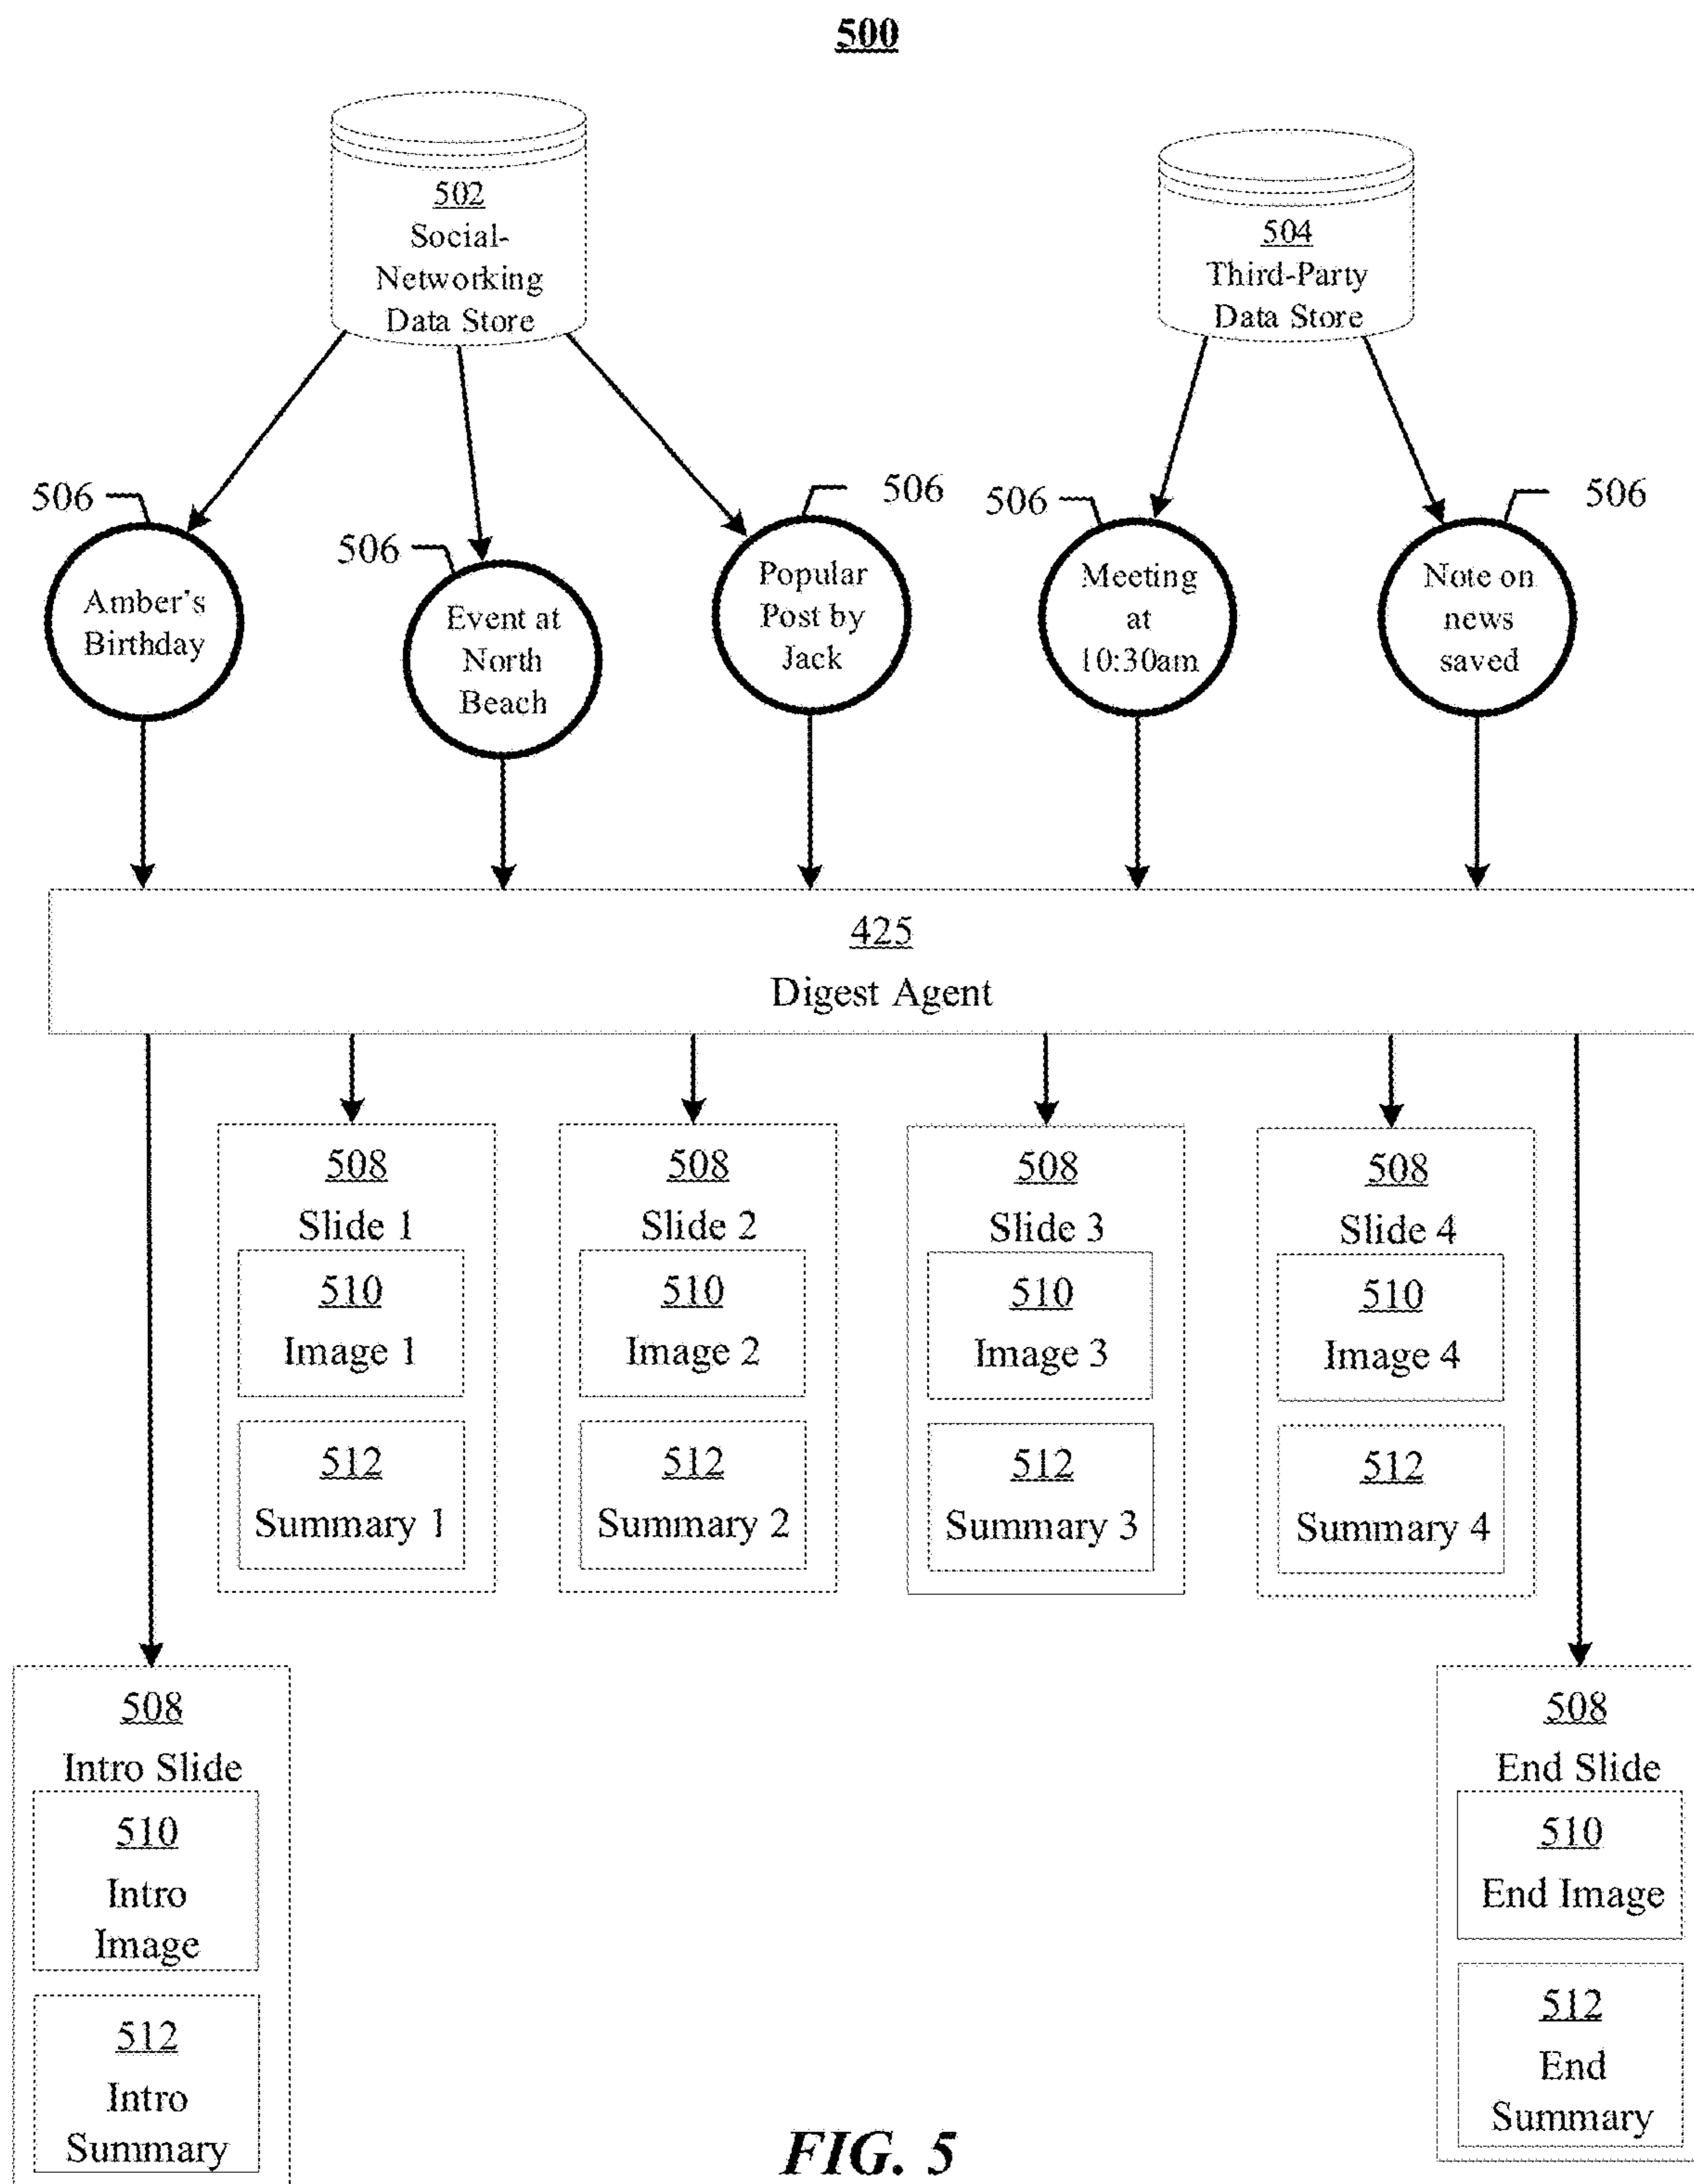 500
502
Social-
Networking
Data Store
504
Third-Party
Data Store
506
506
506
506
506
Amber's
Birthday
Event at
North
Beach
Popular
Post by
Jack
Meeting
at
10:30am
Note on
news
saved
425
Digest Agent
508
Slide 1
510
Image 1
512
Summary 1
508
Slide 2
510
Image 2
512
Summary 2
508
Slide 3
510
Image 3
512
Summary 3
508
Slide 4
510
Image 4
512
Summary 4
508
Intro Slide
510
Intro
Image
512
Intro
Summary
508
End Slide
510
End Image
512
End
Summary
FIG. 5